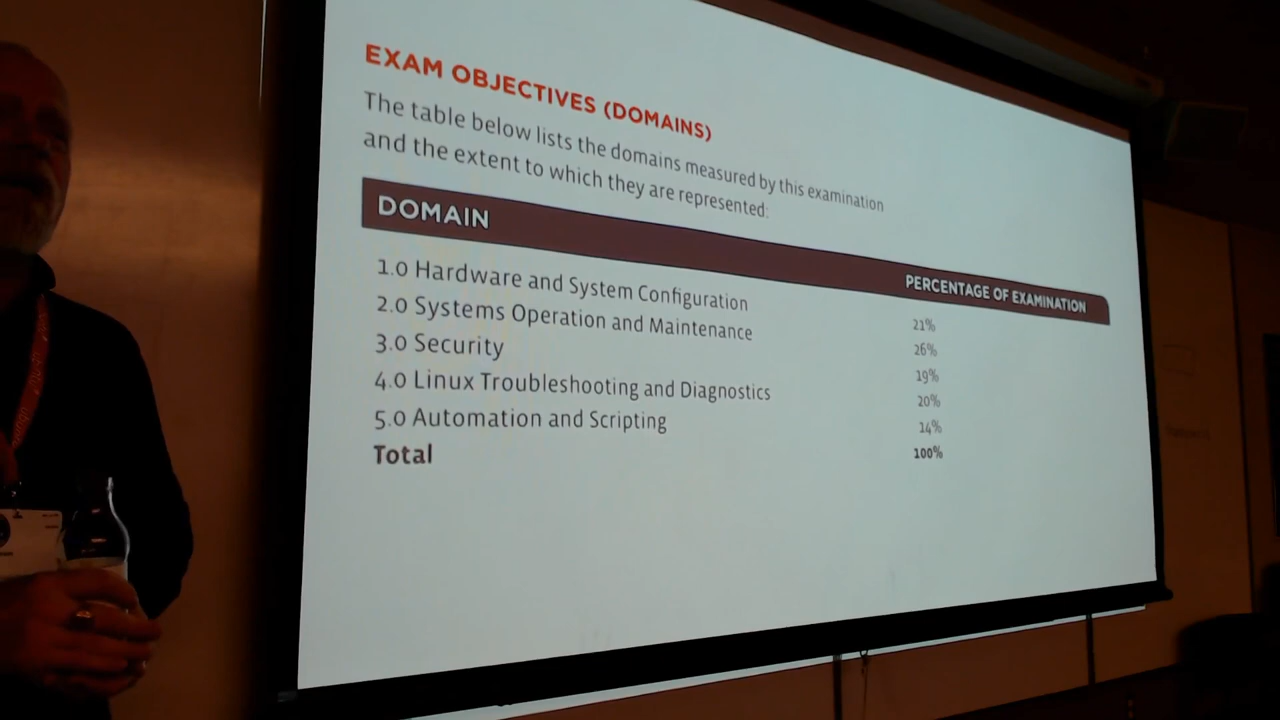 EXAM OBJECTIVES (DOMAINS)
The table below lists the domains measured by this examination
and the extent to which they are represented:
DOMAIN PERCENTAGE OF EXAMINATION
1.0 Hardware and System Configuration 21%
2.0 Systems Operation and Maintenance 26%
3.0 Security 19%
4.0 Linux Troubleshooting and Diagnostics 20%
5.0 Automation and Scripting 14%
Total 100%